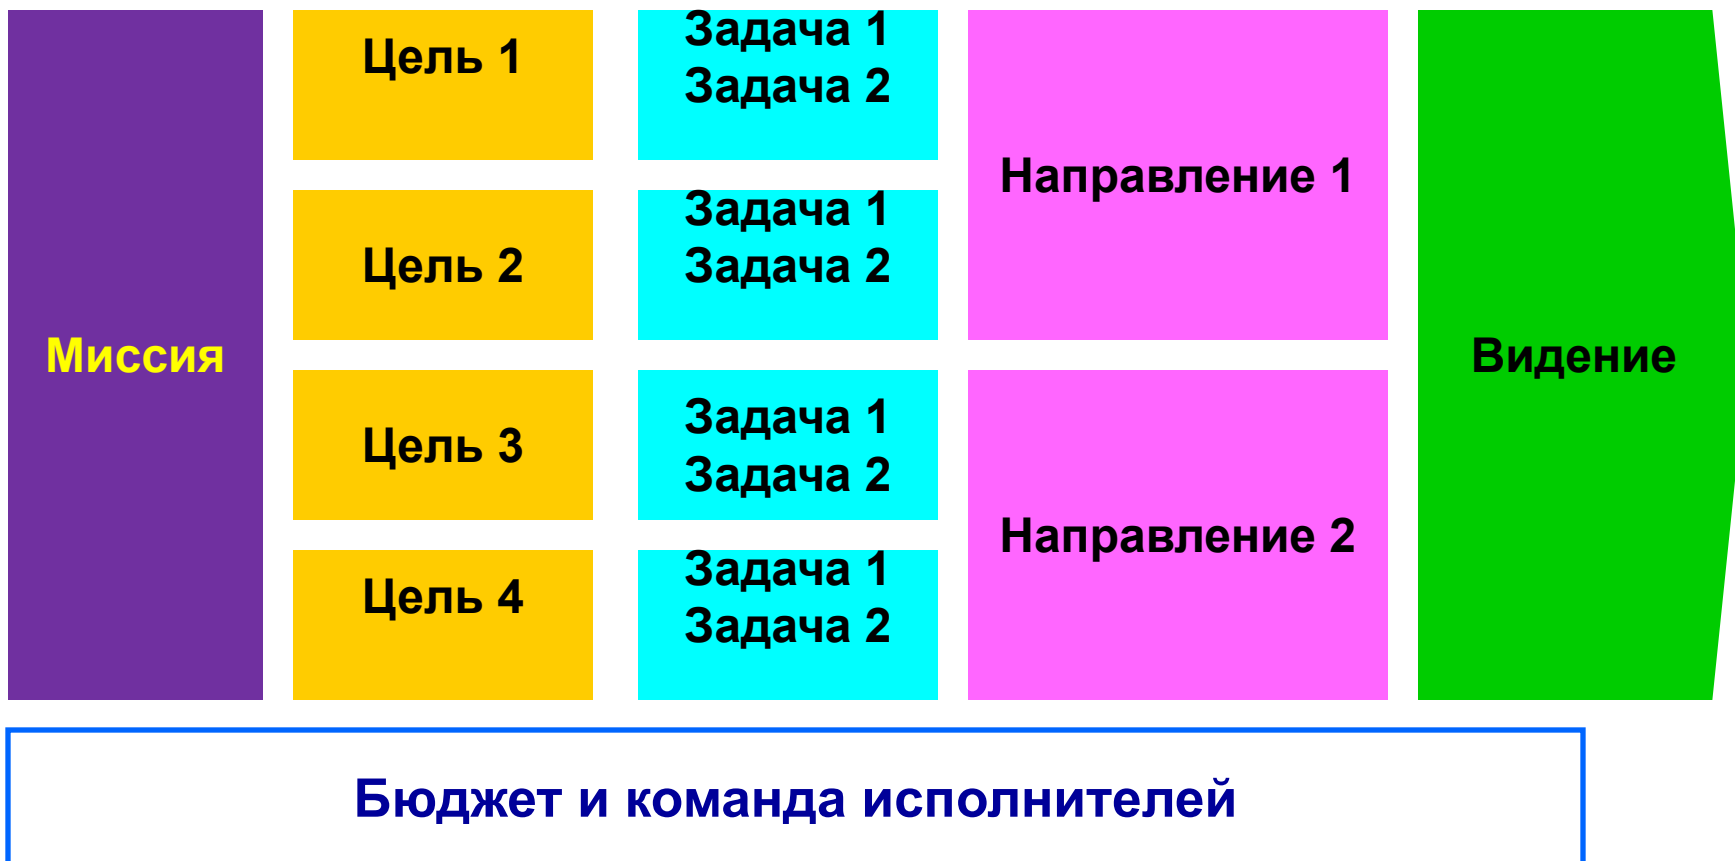 Миссия
Цель 1
Цель 2
Цель 3
Цель 4
Задача 1
Задача 2
Задача 1
Задача 2
Задача 1
Задача 2
Задача 1
Задача 2
Направление 1
Направление 2
Видение
Бюджет и команда исполнителей